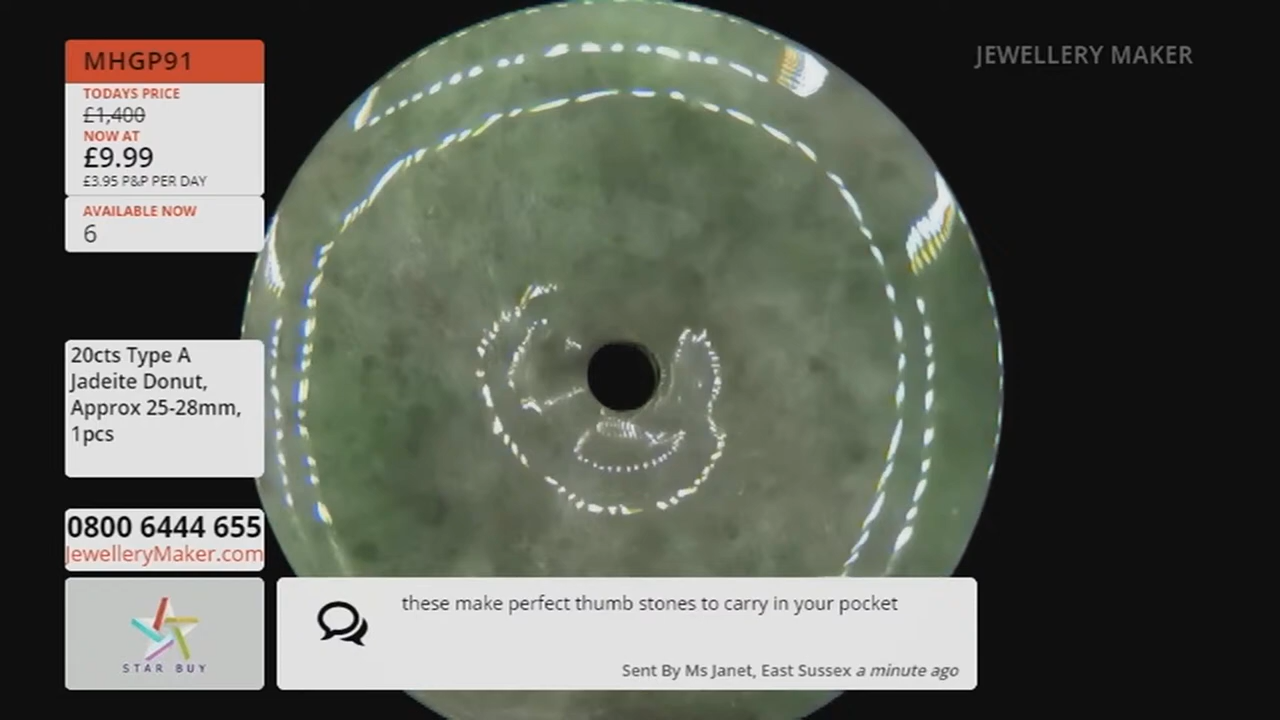 MHGP91
TODAYS PRICE
£1,400
NOW AT
£9.99
£3.95 P&P PER DAY
AVAILABLE NOW
6
20cts Type A
Jadeite Donut,
Approx 25-28mm,
1pcs
0800 6444 655
JewelleryMaker.com
STAR BUY
JEWELLERY MAKER
these make perfect thumb stones to carry in your pocket
Sent By Ms Janet, East Sussex a minute ago